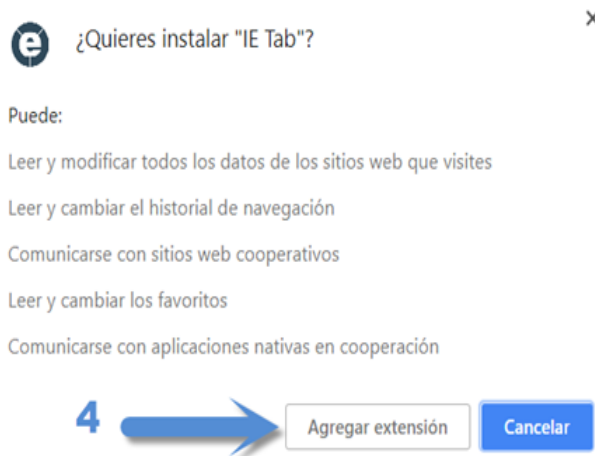 ¿Quieres instalar "IE Tab"?
Puede:
Leer y modificar todos los datos de los sitios web que visites
Leer y cambiar el historial de navegación
Comunicarse con sitios web cooperativos
Leer y cambiar los favoritos
Comunicarse con aplicaciones nativas en cooperación
4
Agregar extensión
Cancelar